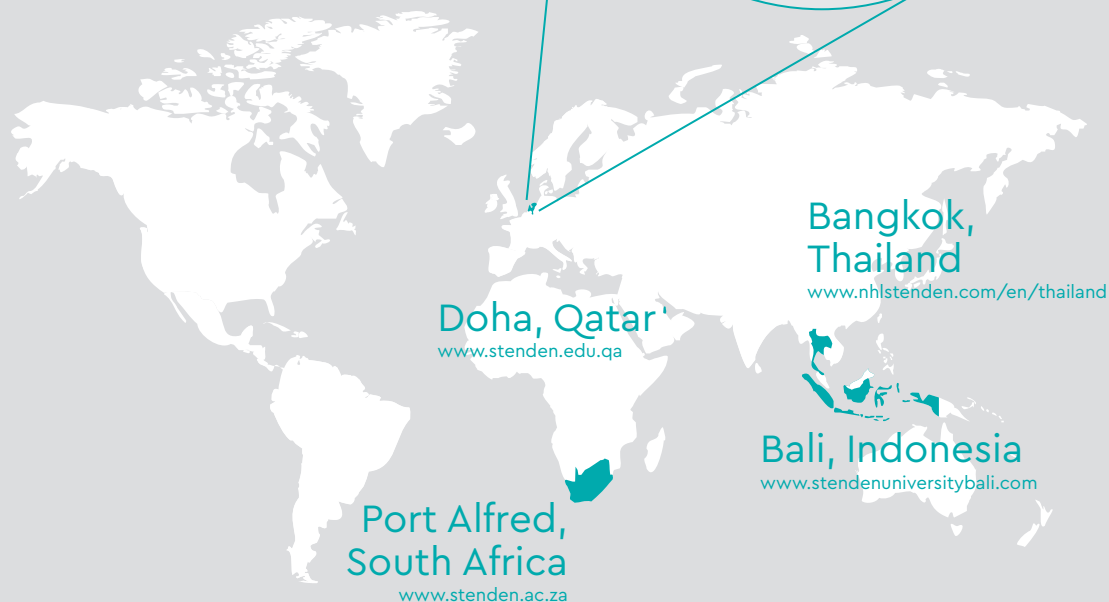 Bangkok,
Thailand
www.nhlstenden.com/en/thailand
Doha, Qatar
www.stenden.edu.qa
Bali, Indonesia
www.stendenuniversitybali.com
Port Alfred,
South Africa
www.stenden.ac.za